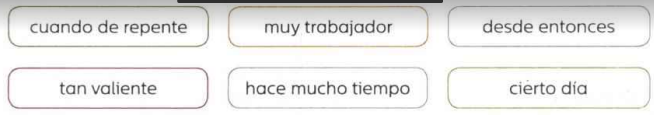 cuando de repente
muy trabajador
desde entonces
tan valiente
hace mucho tiempo
cierto día